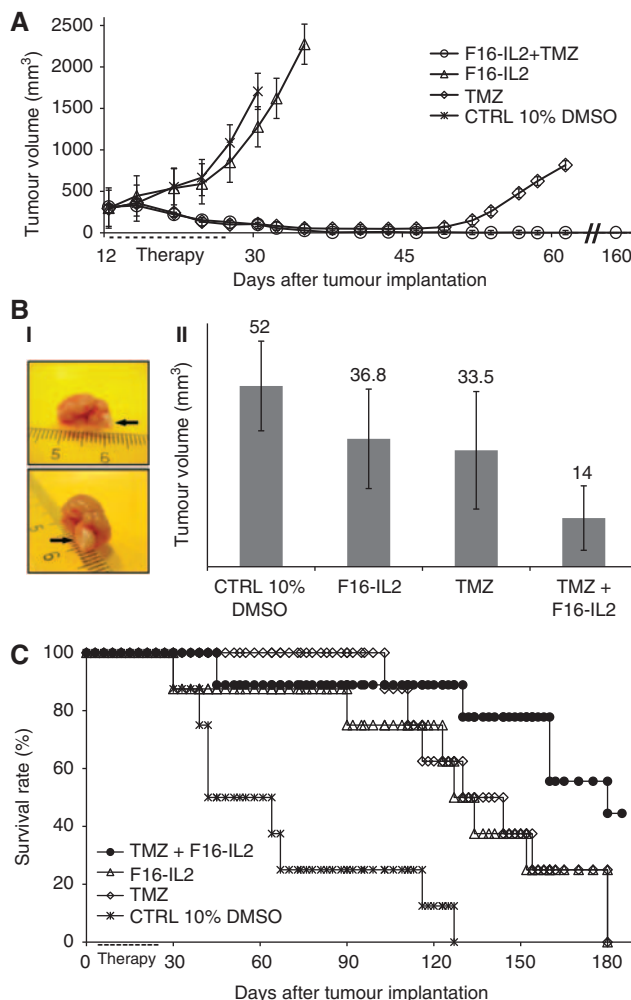 A
Tumour volume (mm³)
2500
2000
1500
1000
500
0
F16-IL2+TMZ
F16-IL2
TMZ
CTRL 10% DMSO
Therapy
12 30 45 60 160
Days after tumour implantation
B
I
5 6
5 6
II
Tumour volume (mm³)
52
36.8
33.5
14
CTRL 10% DMSO
F16-IL2
TMZ
TMZ + F16-IL2
C
Survival rate (%)
100
80
60
40
20
0
TMZ + F16-IL2
F16-IL2
TMZ
CTRL 10% DMSO
0 30 60 90 120 150 180
Therapy
Days after tumour implantation